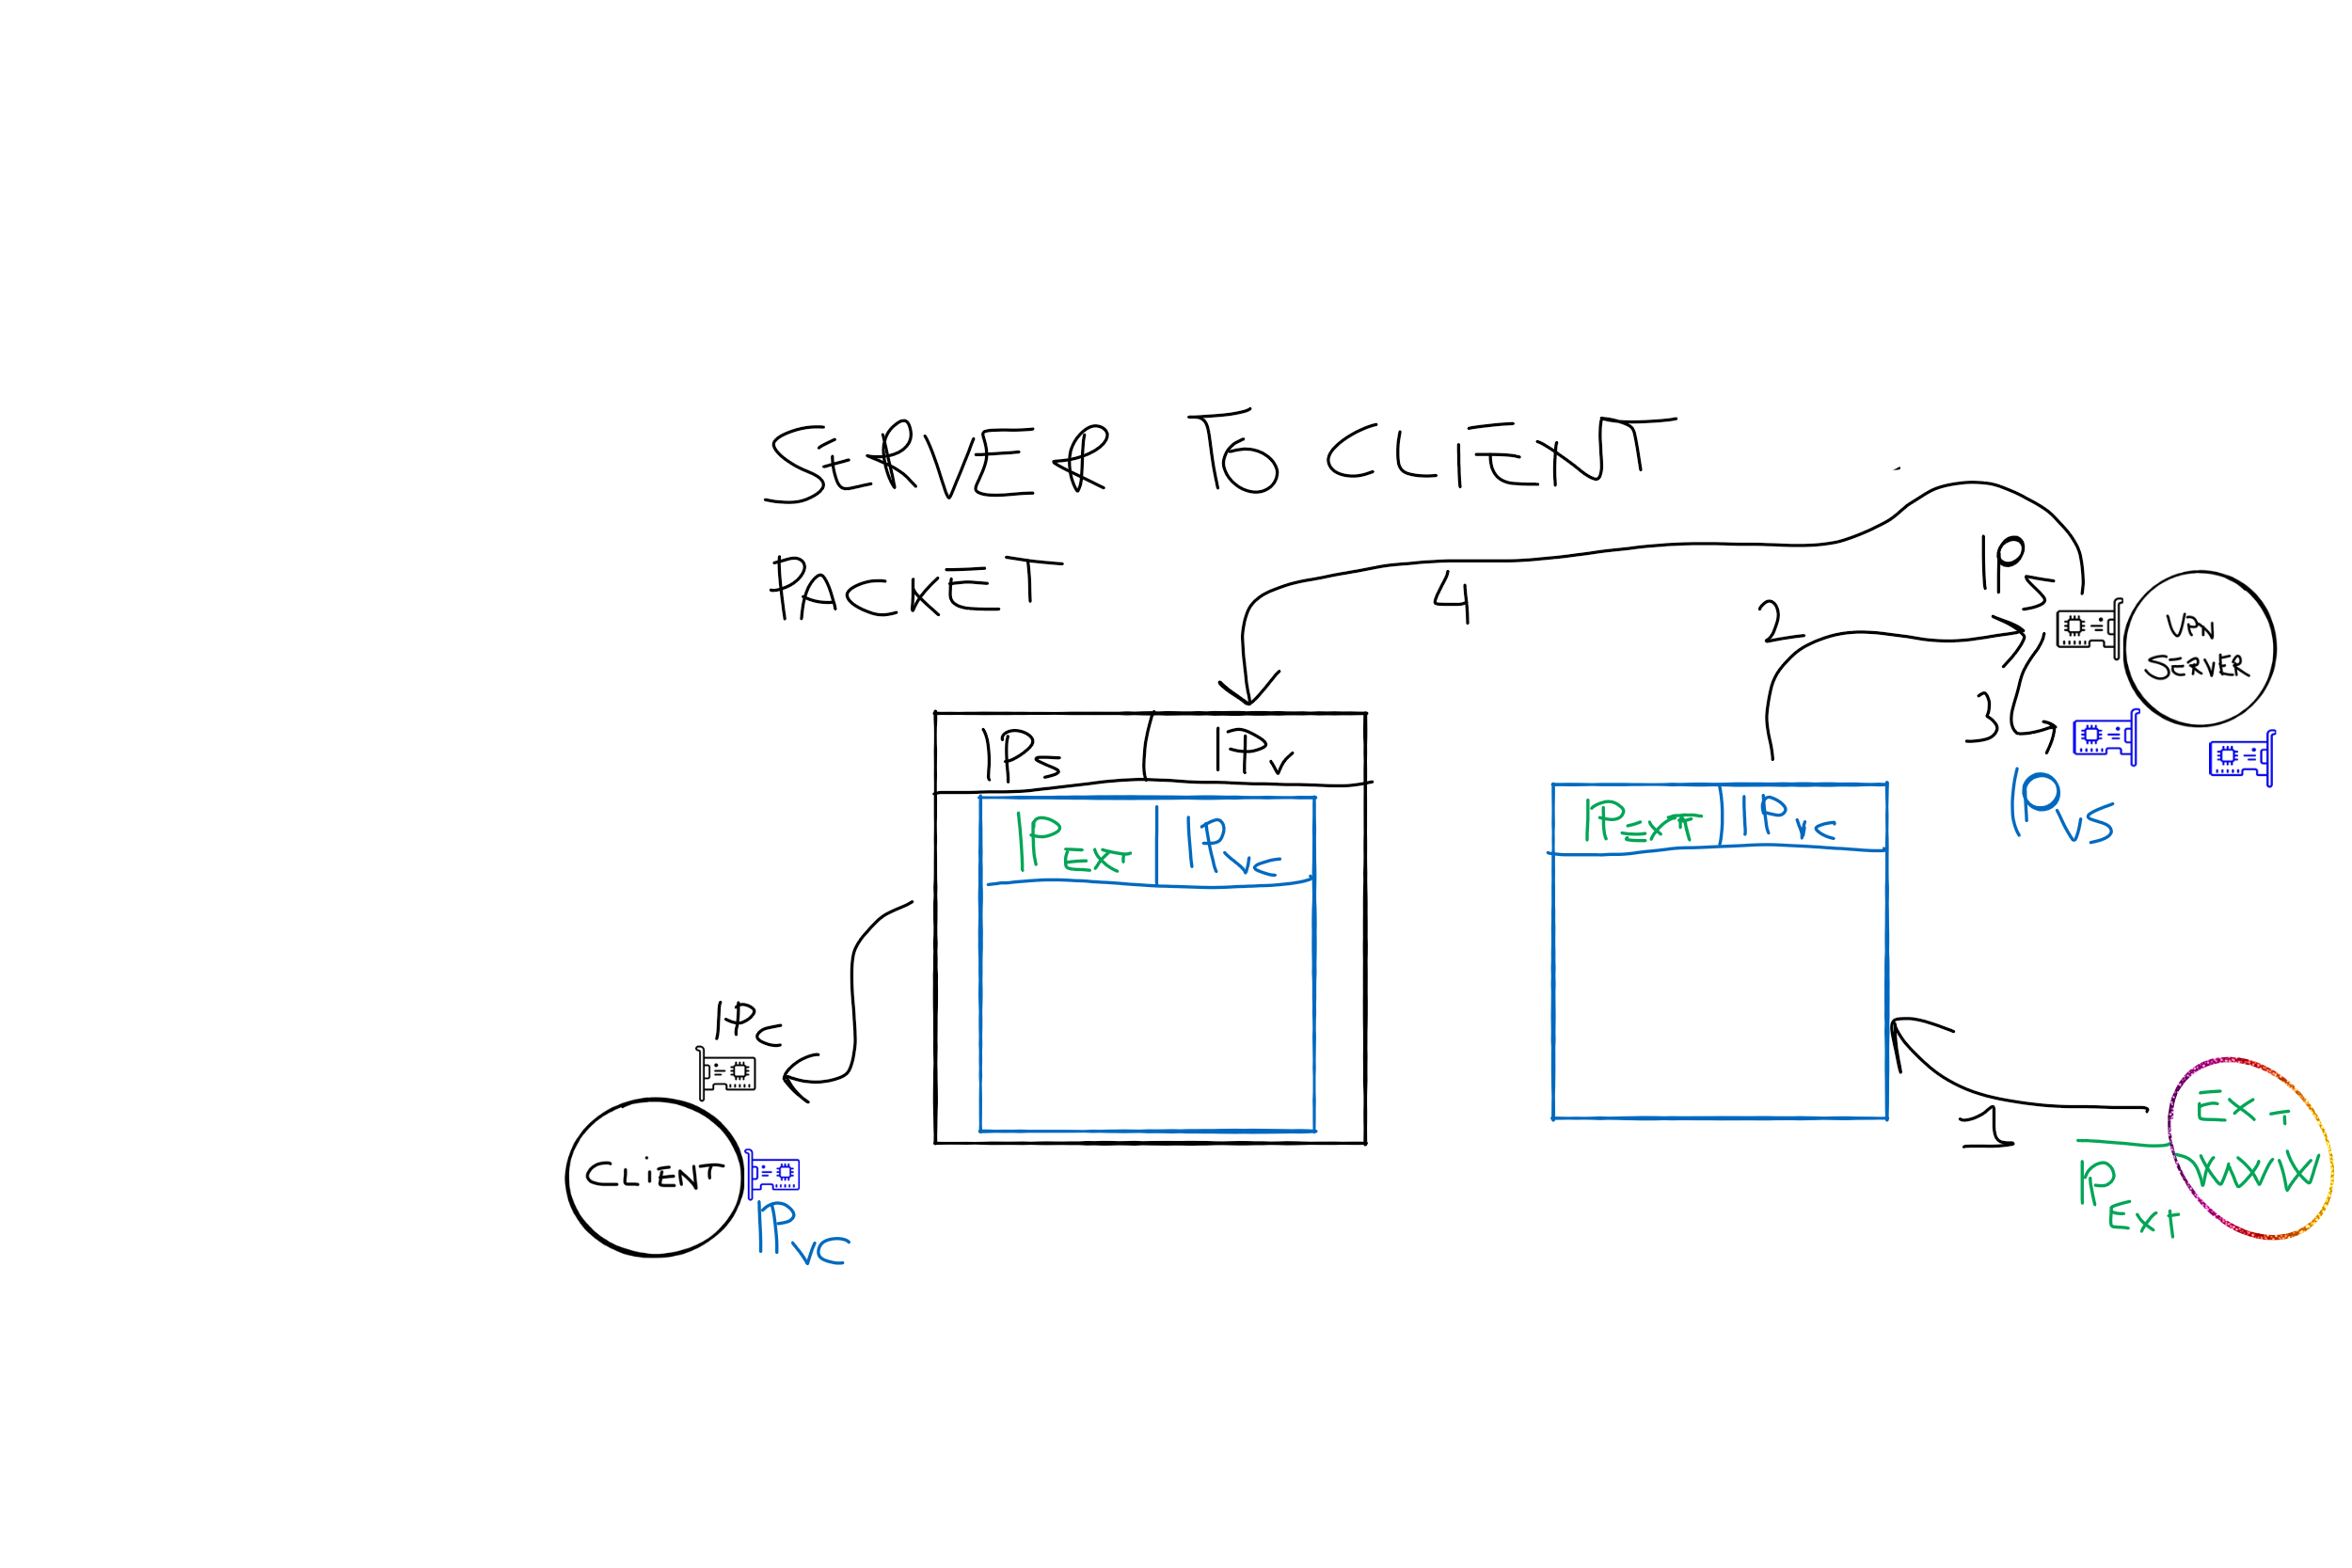 SERVER TO CLIENT
PACKET
4
2
IPs
VPN
SERVER
3
IPs
IPv
IPvs
IPExt
IPvc
IPExt
IPvc
IPc
1
Ext
WWW
IPExt
CLiENT
IPvc